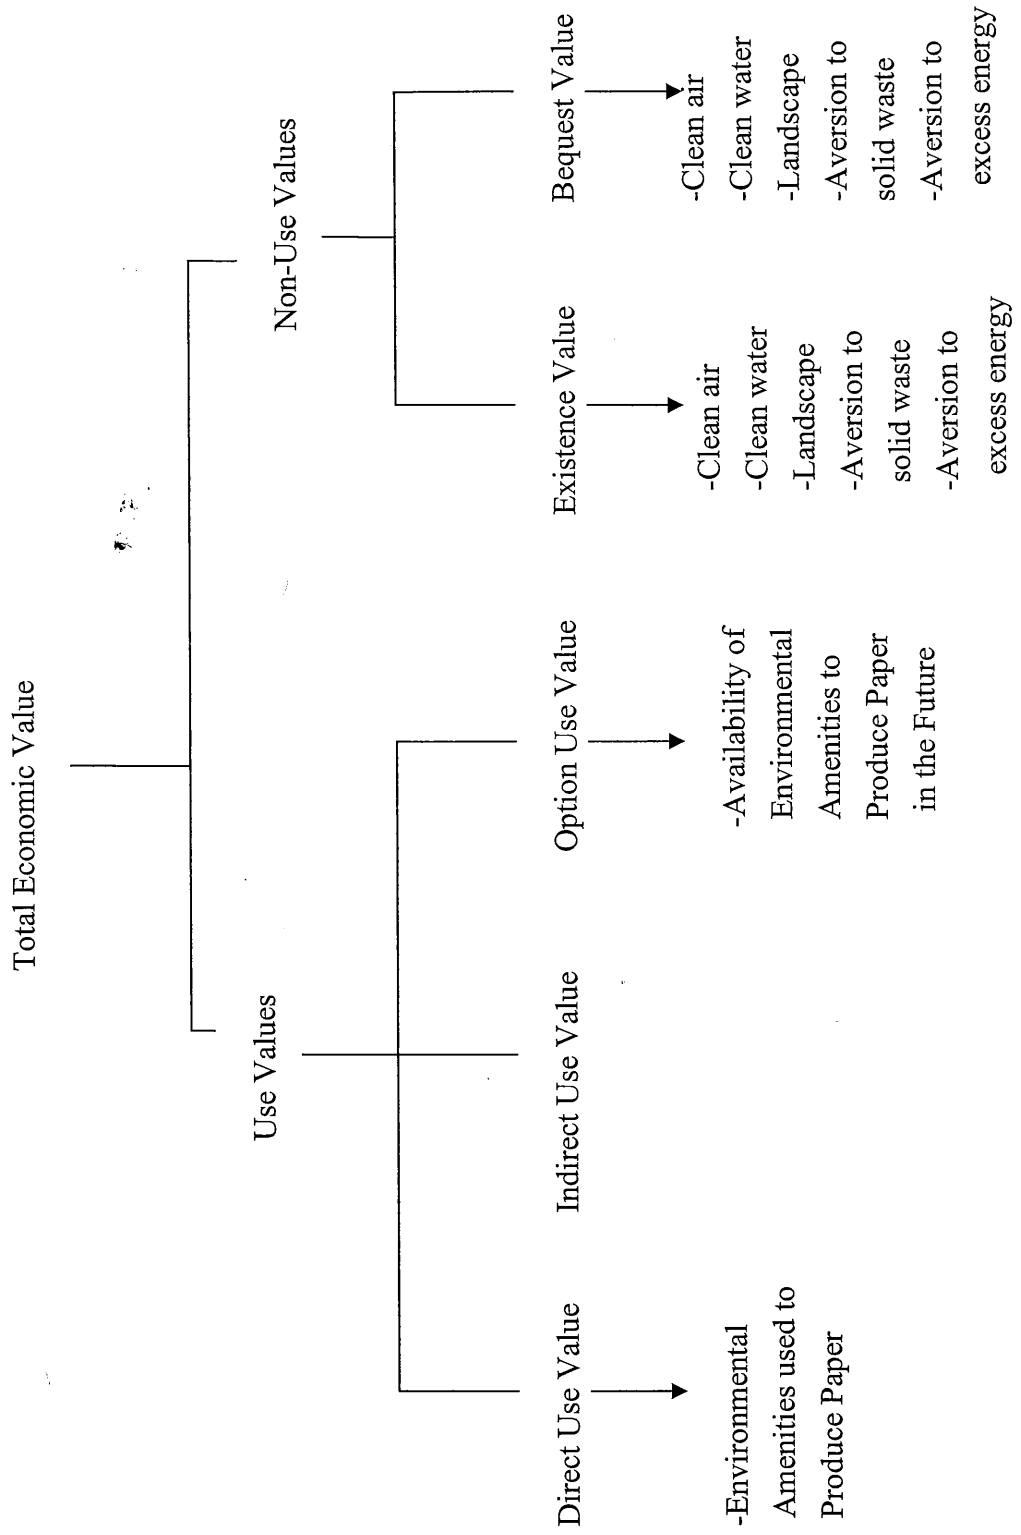 Total Economic Value
Use Values
Non-Use Values
Direct Use Value
Indirect Use Value
Option Use Value
Existence Value
Bequest Value
-Environmental
Amenities used to
Produce Paper
-Availability of
Environmental
Amenities to
Produce Paper
in the Future
-Clean air
-Clean water
-Landscape
-Aversion to
solid waste
-Aversion to
excess energy
-Clean air
-Clean water
-Landscape
-Aversion to
solid waste
-Aversion to
excess energy